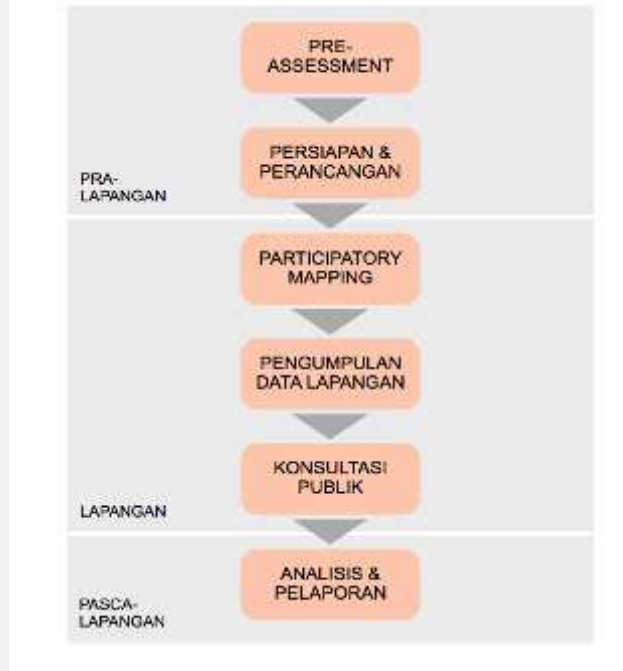 PRE-
ASSESSMENT
PERSIAPAN &
PERANCANGAN
PRA-
LAPANGAN
PARTICIPATORY
MAPPING
PENGUMPULAN
DATA LAPANGAN
KONSULTASI
PUBLIK
LAPANGAN
ANALISIS &
PELAPORAN
PASCA-
LAPANGAN